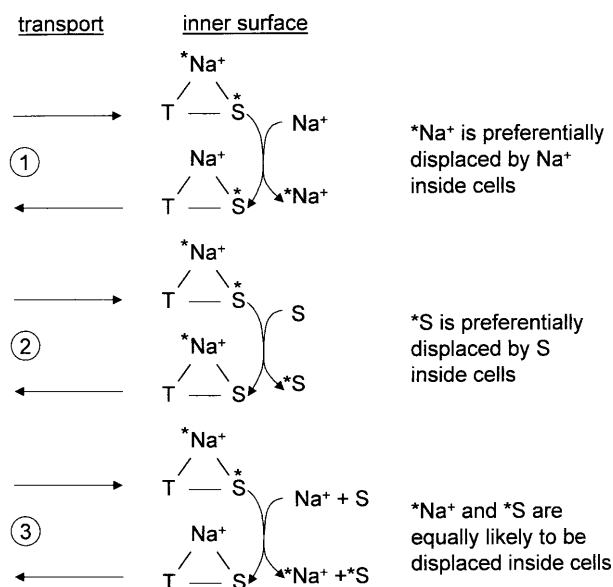 transport inner surface
*Na⁺
T S*
Na⁺
*Na⁺ is preferentially
displaced by Na⁺
inside cells
1
Na⁺
T S*
*Na⁺
*Na⁺
T S*
S
*S is preferentially
displaced by S
inside cells
2
*Na⁺
T S
*S
*Na⁺
T S*
Na⁺ + S
*Na⁺ and *S are
equally likely to be
displaced inside cells
3
Na⁺
T S
*Na⁺ +*S